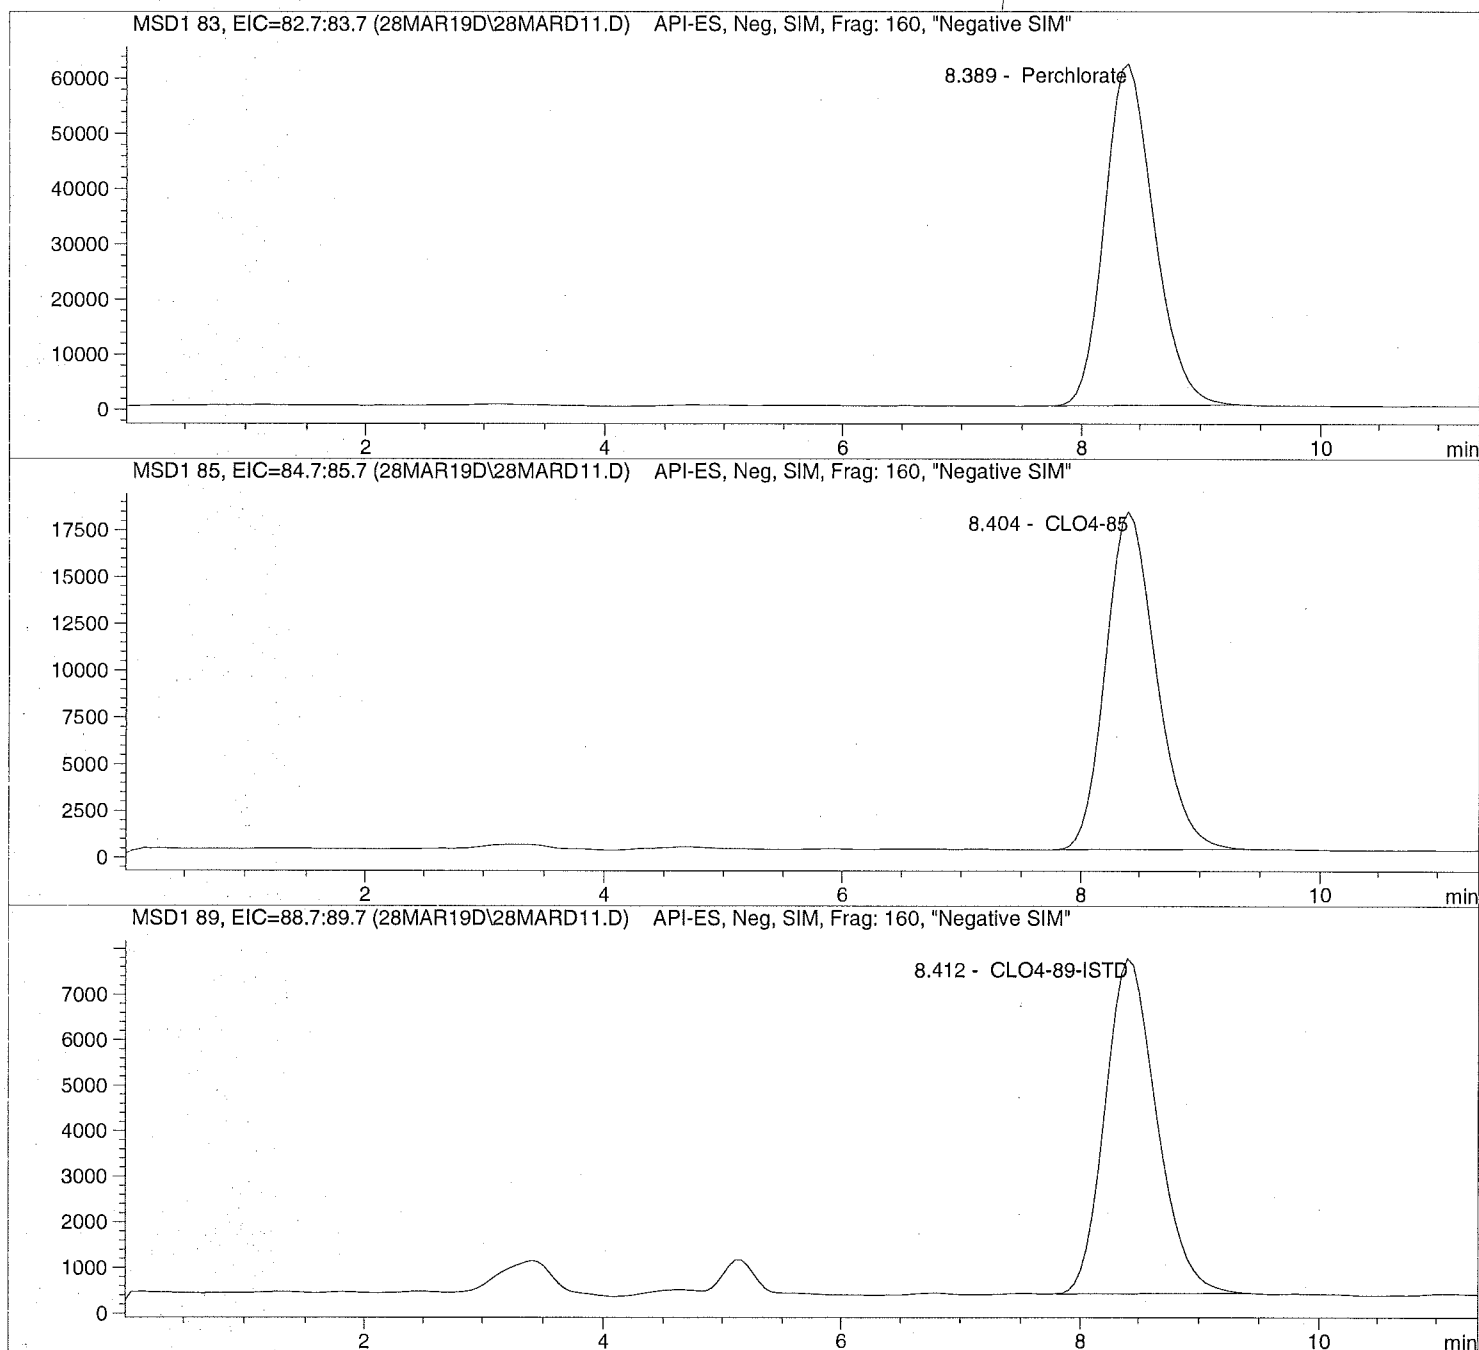 MSD1 83, EIC=82.7:83.7 (28MAR19D\28MARD11.D) API-ES, Neg, SIM, Frag: 160, "Negative SIM"
8.389 - Perchlorate
60000
50000
40000
30000
20000
10000
0
2 4 6 8 10 min
MSD1 85, EIC=84.7:85.7 (28MAR19D\28MARD11.D) API-ES, Neg, SIM, Frag: 160, "Negative SIM"
8.404 - CLO4-85
17500
15000
12500
10000
7500
5000
2500
0
2 4 6 8 10 min
MSD1 89, EIC=88.7:89.7 (28MAR19D\28MARD11.D) API-ES, Neg, SIM, Frag: 160, "Negative SIM"
8.412 - CLO4-89-ISTD
7000
6000
5000
4000
3000
2000
1000
0
2 4 6 8 10 min